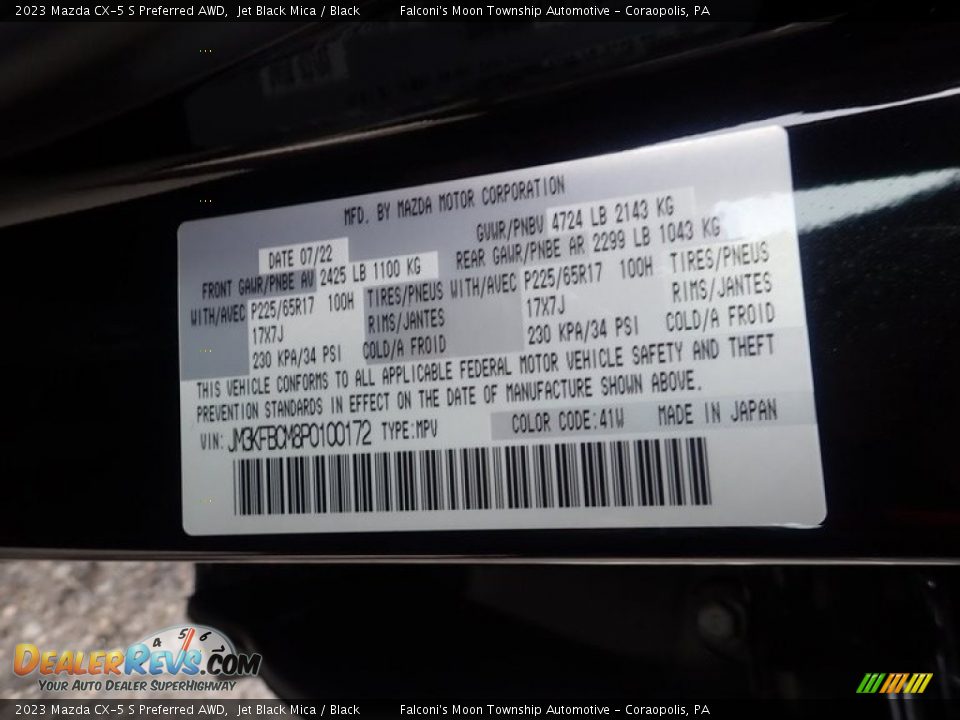 2023 Mazda CX-5 S Preferred AWD, Jet Black Mica / Black Falconi's Moon Township Automotive - Coraopolis, PA
MFD. BY MAZDA MOTOR CORPORATION
DATE 07/22 GVWR/PNBV 4724 LB 2143 KG
FRONT GAWR/PNBE AV 2425 LB 1100 KG REAR GAWR/PNBE AR 2299 LB 1043 KG
WITH/AVEC P225/65R17 100H TIRES/PNEUS WITH/AVEC P225/65R17 100H TIRES/PNEUS
17X7J RIMS/JANTES 17X7J RIMS/JANTES
230 KPA/34 PSI COLD/A FROID 230 KPA/34 PSI COLD/A FROID
THIS VEHICLE CONFORMS TO ALL APPLICABLE FEDERAL MOTOR VEHICLE SAFETY AND THEFT
PREVENTION STANDARDS IN EFFECT ON THE DATE OF MANUFACTURE SHOWN ABOVE.
VIN: JM3KFBCM8P0100172 TYPE:MPV COLOR CODE:41W MADE IN JAPAN
4 5 6
DEALERREVS.COM
YOUR AUTO DEALER SUPERHIGHWAY
2023 Mazda CX-5 S Preferred AWD, Jet Black Mica / Black Falconi's Moon Township Automotive - Coraopolis, PA